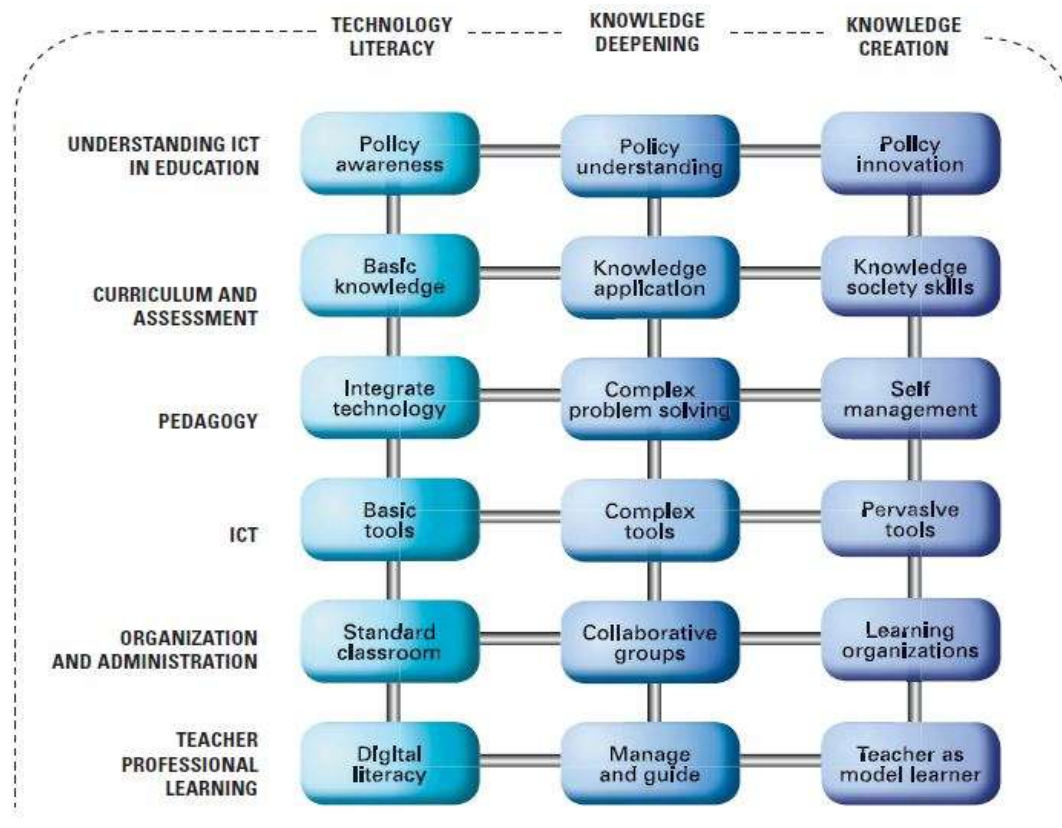 TECHNOLOGY
LITERACY
KNOWLEDGE
DEEPENING
KNOWLEDGE
CREATION
UNDERSTANDING ICT
IN EDUCATION
Policy
awareness
Policy
understanding
Policy
innovation
CURRICULUM AND
ASSESSMENT
Basic
knowledge
Knowledge
application
Knowledge
society skills
PEDAGOGY
Integrate
technology
Complex
problem solving
Self
management
ICT
Basic
tools
Complex
tools
Pervasive
tools
ORGANIZATION
AND ADMINISTRATION
Standard
classroom
Collaborative
groups
Learning
organizations
TEACHER
PROFESSIONAL
LEARNING
Digital
literacy
Manage
and guide
Teacher as
model learner